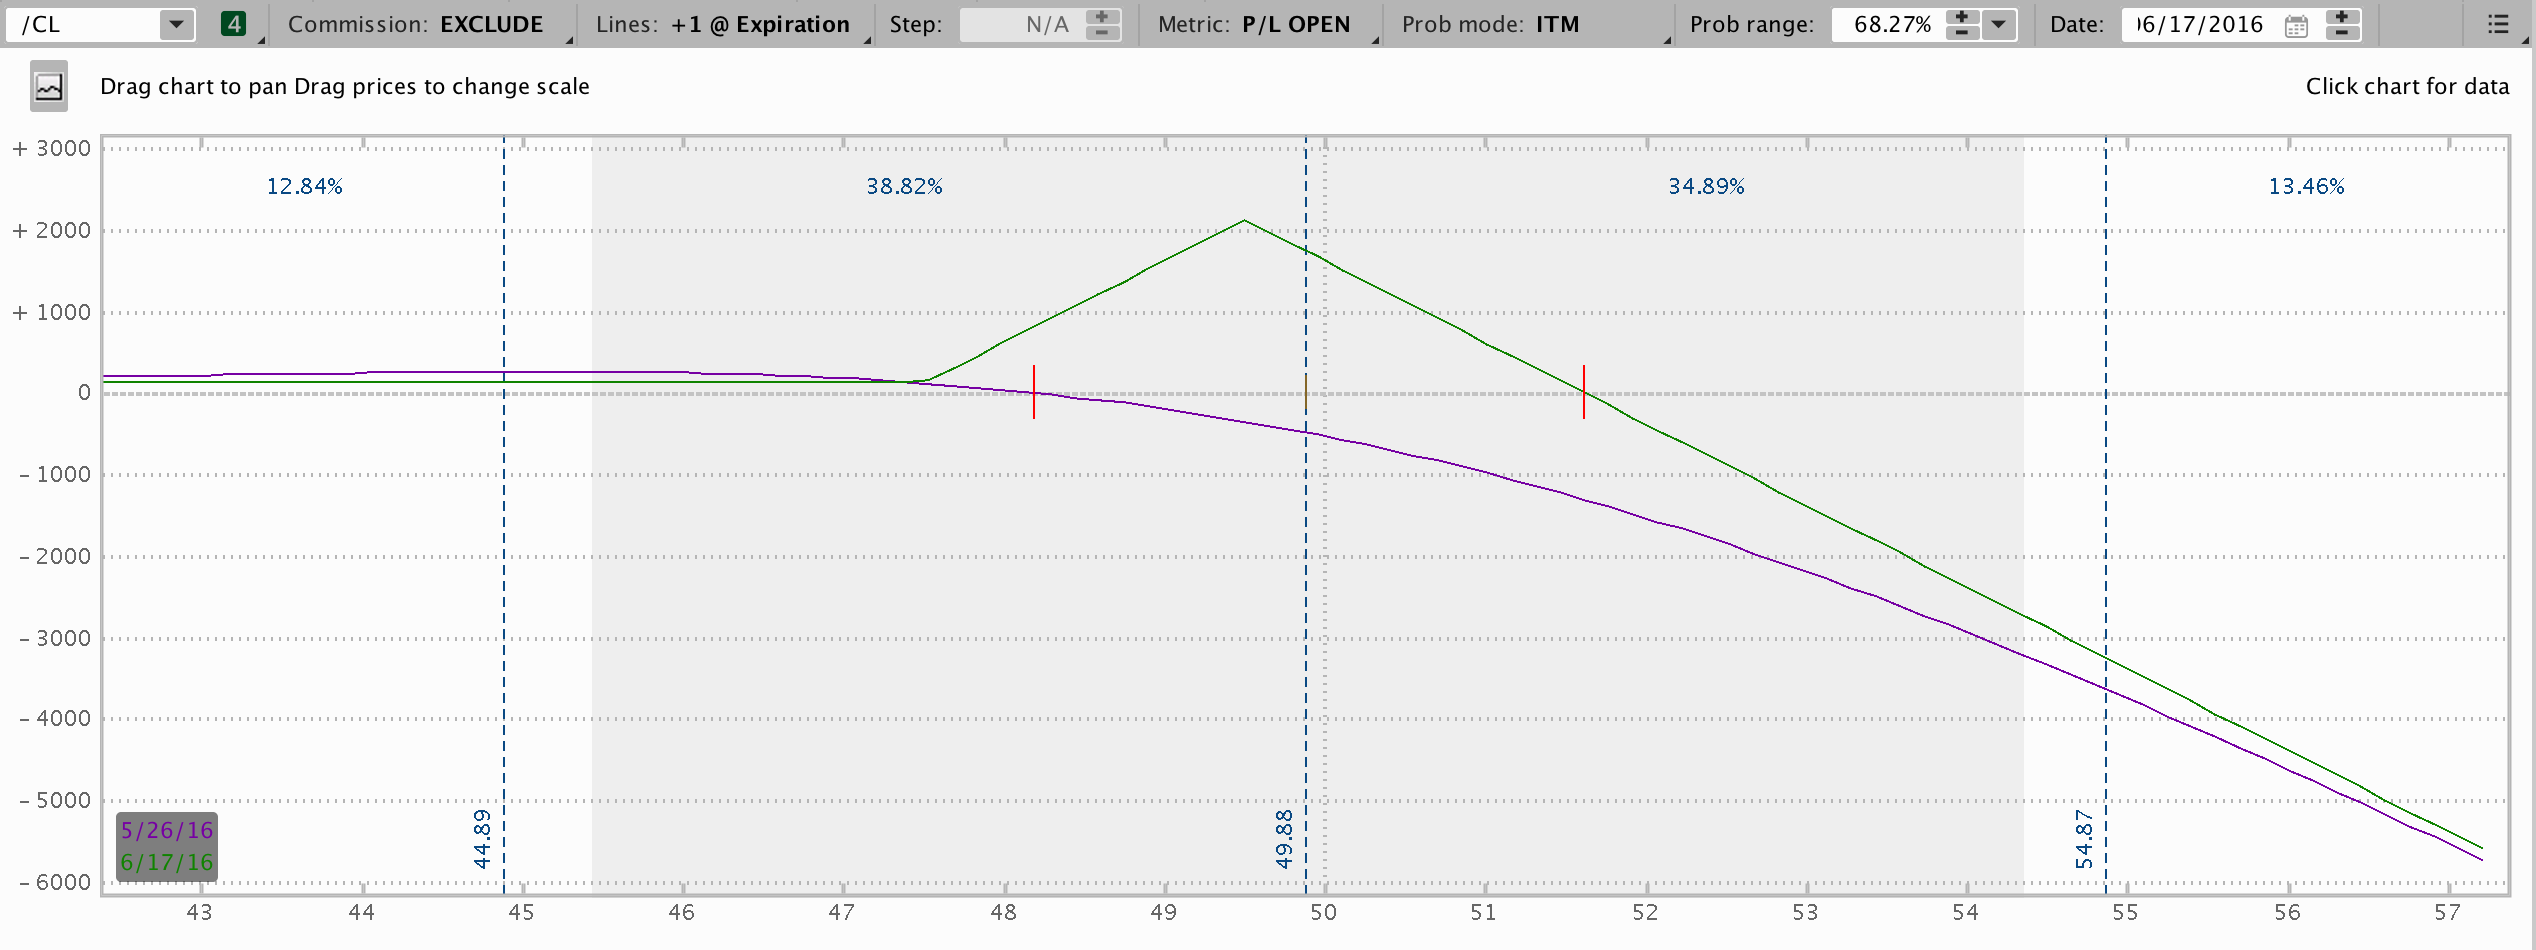 /CL 4 Commission: EXCLUDE Lines: +1 @ Expiration Step: N/A Metric: P/L OPEN Prob mode: ITM Prob range: 68.27% Date: 06/17/2016
Drag chart to pan Drag prices to change scale Click chart for data
+ 3000
12.84% 38.82% 34.89% 13.46%
+ 2000
+ 1000
0
- 1000
- 2000
- 3000
- 4000
- 5000
44.89 49.88 54.87
5/26/16
6/17/16
- 6000
43 44 45 46 47 48 49 50 51 52 53 54 55 56 57